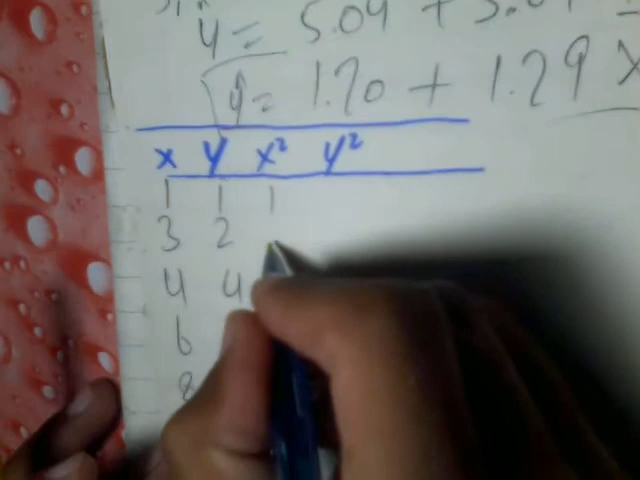 y = 5.04 +
ŷ = 1.70 + 1.29 x
x y x² y²
1 1 1
3 2
4 4
6
8